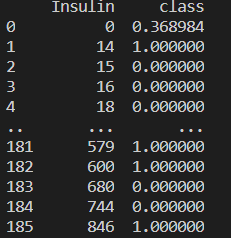 Insulin class
0 0 0.368984
1 14 1.000000
2 15 0.000000
3 16 0.000000
4 18 0.000000
.. ... ...
181 579 1.000000
182 600 1.000000
183 680 0.000000
184 744 0.000000
185 846 1.000000